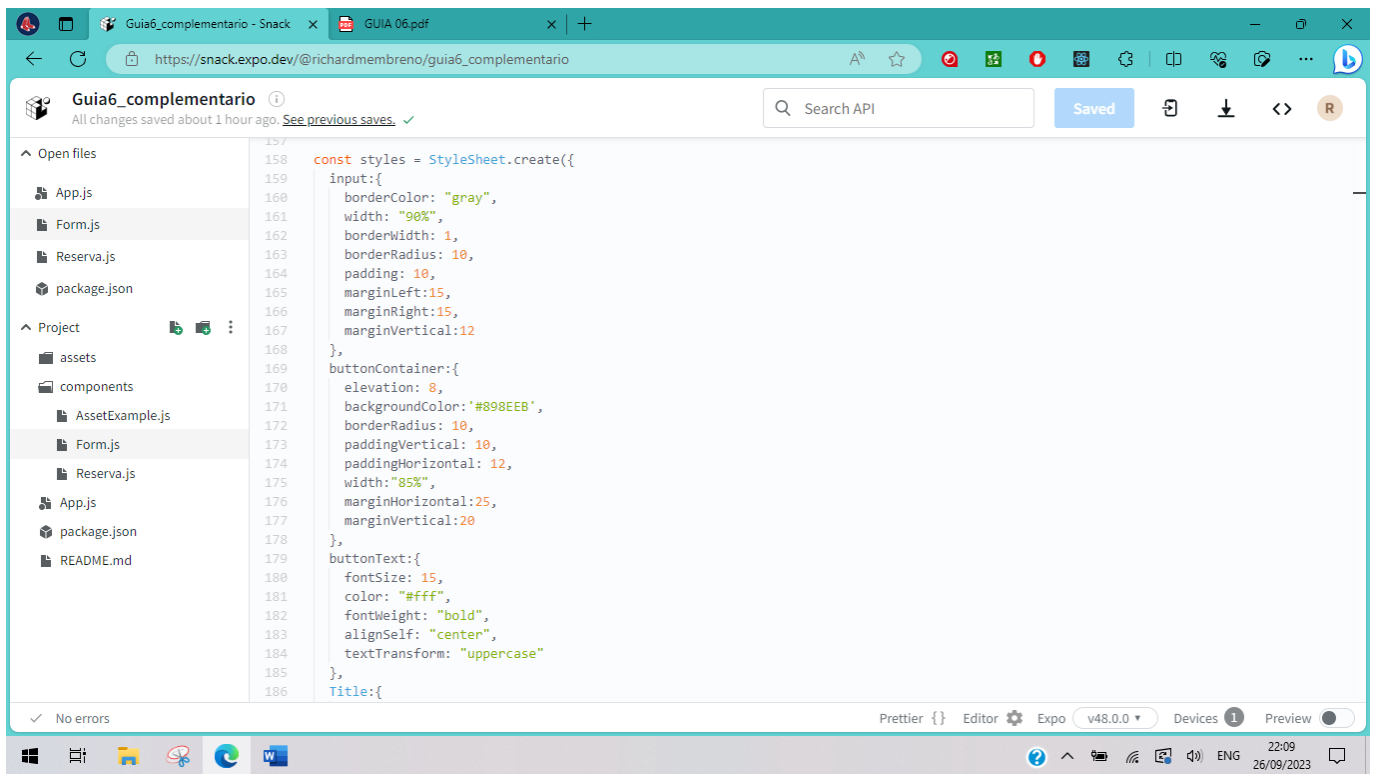 Guia6_complementario - Snack
GUIA 06.pdf
https://snack.expo.dev/@richardmembreno/guia6_complementario
Guia6_complementario
All changes saved about 1 hour ago. See previous saves.
Search API
Saved
R
Open files
App.js
Form.js
Reserva.js
package.json
Project
assets
components
AssetExample.js
Form.js
Reserva.js
App.js
package.json
README.md
157
158 const styles = StyleSheet.create({
159 input:{
160 borderColor: "gray",
161 width: "90%",
162 borderWidth: 1,
163 borderRadius: 10,
164 padding: 10,
165 marginLeft:15,
166 marginRight:15,
167 marginVertical:12
168 },
169 buttonContainer:{
170 elevation: 8,
171 backgroundColor:'#898EEB',
172 borderRadius: 10,
173 paddingVertical: 10,
174 paddingHorizontal: 12,
175 width:"85%",
176 marginHorizontal:25,
177 marginVertical:20
178 },
179 buttonText:{
180 fontSize: 15,
181 color: "#fff",
182 fontWeight: "bold",
183 alignSelf: "center",
184 textTransform: "uppercase"
185 },
186 Title:{
No errors
Prettier {} Editor Expo v48.0.0 Devices 1 Preview
ENG
22:09
26/09/2023